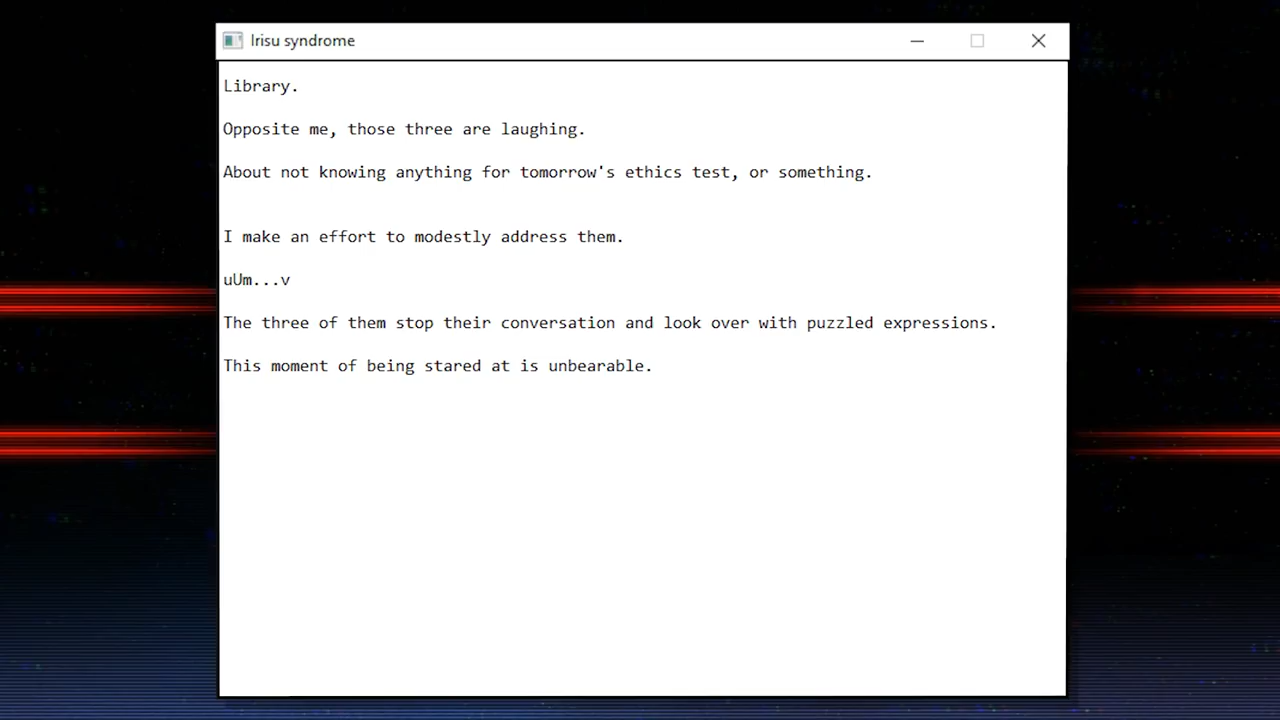 Irisu syndrome
Library.
Opposite me, those three are laughing.
About not knowing anything for tomorrow's ethics test, or something.
I make an effort to modestly address them.
uUm...v
The three of them stop their conversation and look over with puzzled expressions.
This moment of being stared at is unbearable.